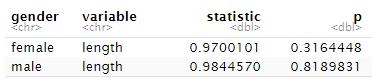 gender variable statistic p
<chr> <chr> <dbl> <dbl>
female length 0.9700101 0.3164448
male length 0.9844570 0.8189831